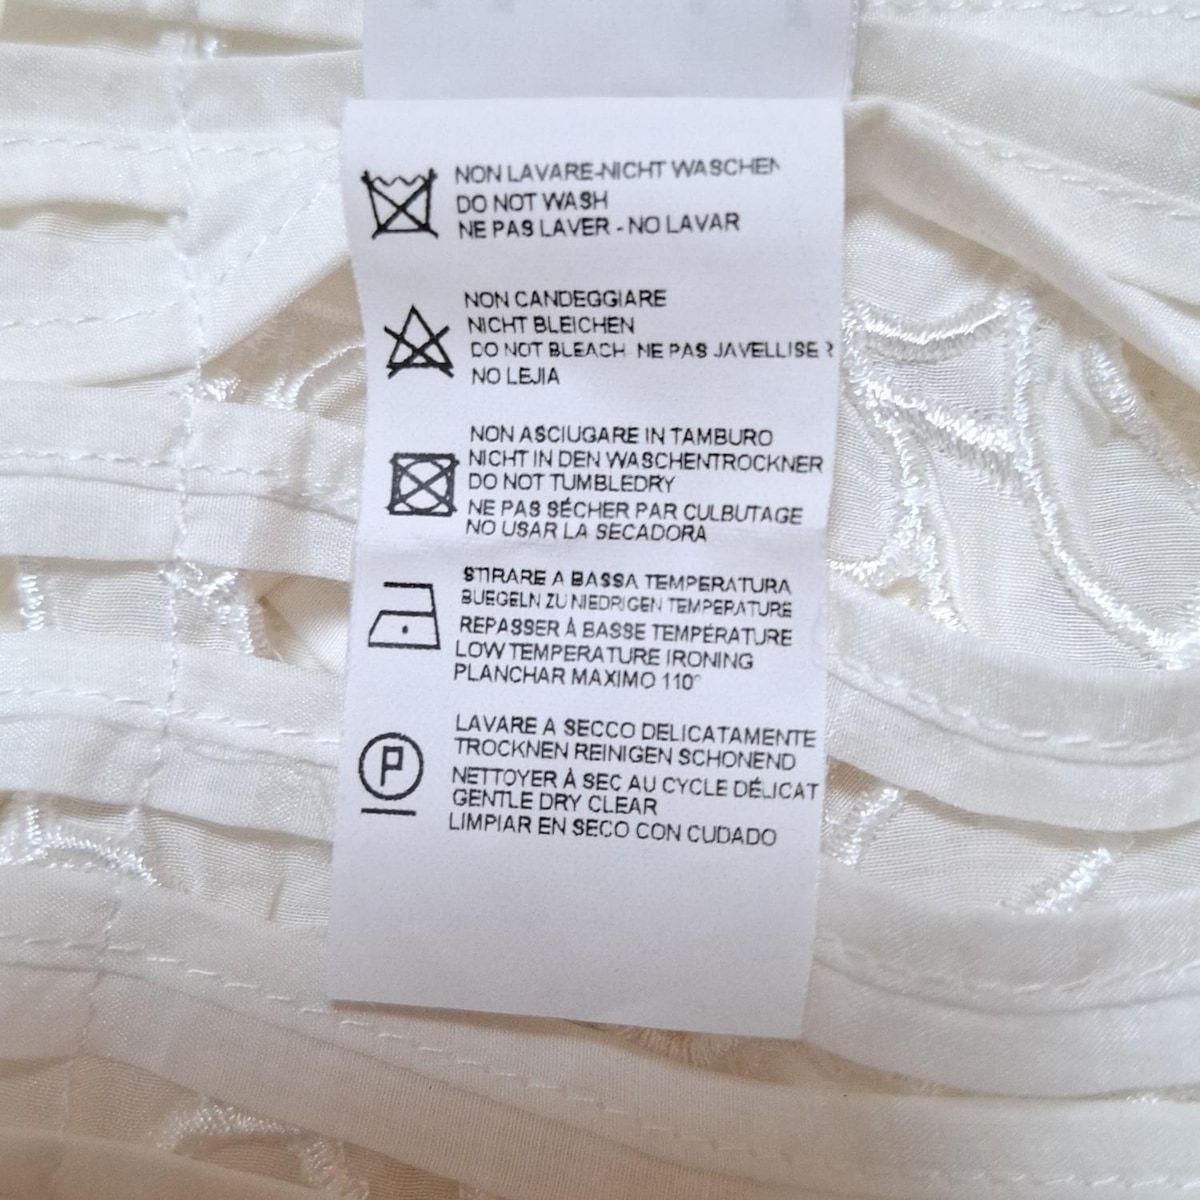 NON LAVARE-NICHT WASCHEN
DO NOT WASH
NE PAS LAVER - NO LAVAR
NON CANDEGGIARE
NICHT BLEICHEN
DO NOT BLEACH NE PAS JAVELLISE
NO LEJIA
NON ASCIUGARE IN TAMBURO
NICHT IN DEN WASCHENTROCKNER
DO NOT TUMBLEDRY
NE PAS SÉCHER PAR CULBUTAGE
NO USAR LA SECADORA
STIRARE A BASSA TEMPERATURA
BUEGELN ZU NIEDRIGEN TEMPERATURE
REPASSER À BASSE TEMPÉRATURE
LOW TEMPERATURE IRONING
PLANCHAR MAXIMO 110°
P
LAVARE A SECCO DELICATAMENTE
TROCKNEN REINIGEN SCHONEND
NETTOYER À SEC AU CYCLE DÉLICAT
GENTLE DRY CLEAR
LIMPIAR EN SECO CON CUDADO